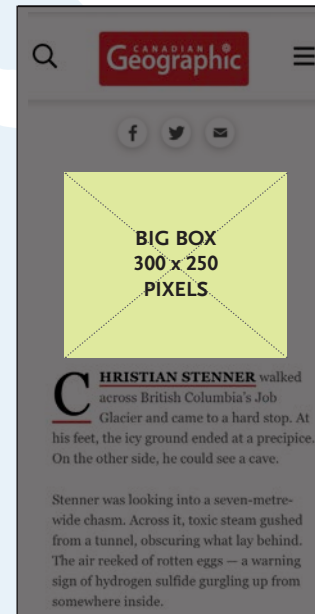 CANADIAN
Geographic
BIG BOX
300 x 250
PIXELS
CHRISTIAN STENNER walked
across British Columbia's Job
Glacier and came to a hard stop. At
his feet, the icy ground ended at a precipice.
On the other side, he could see a cave.
Stenner was looking into a seven-metre-
wide chasm. Across it, toxic steam gushed
from a tunnel, obscuring what lay behind.
The air reeked of rotten eggs — a warning
sign of hydrogen sulfide gurgling up from
somewhere inside.